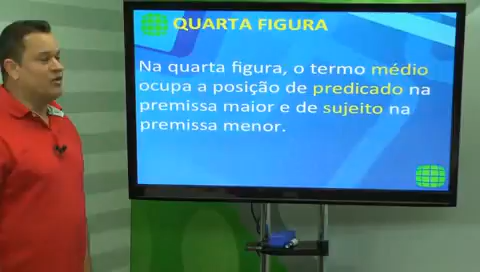 QUARTA FIGURA
Na quarta figura, o termo médio
ocupa a posição de predicado na
premissa maior e de sujeito na
premissa menor.